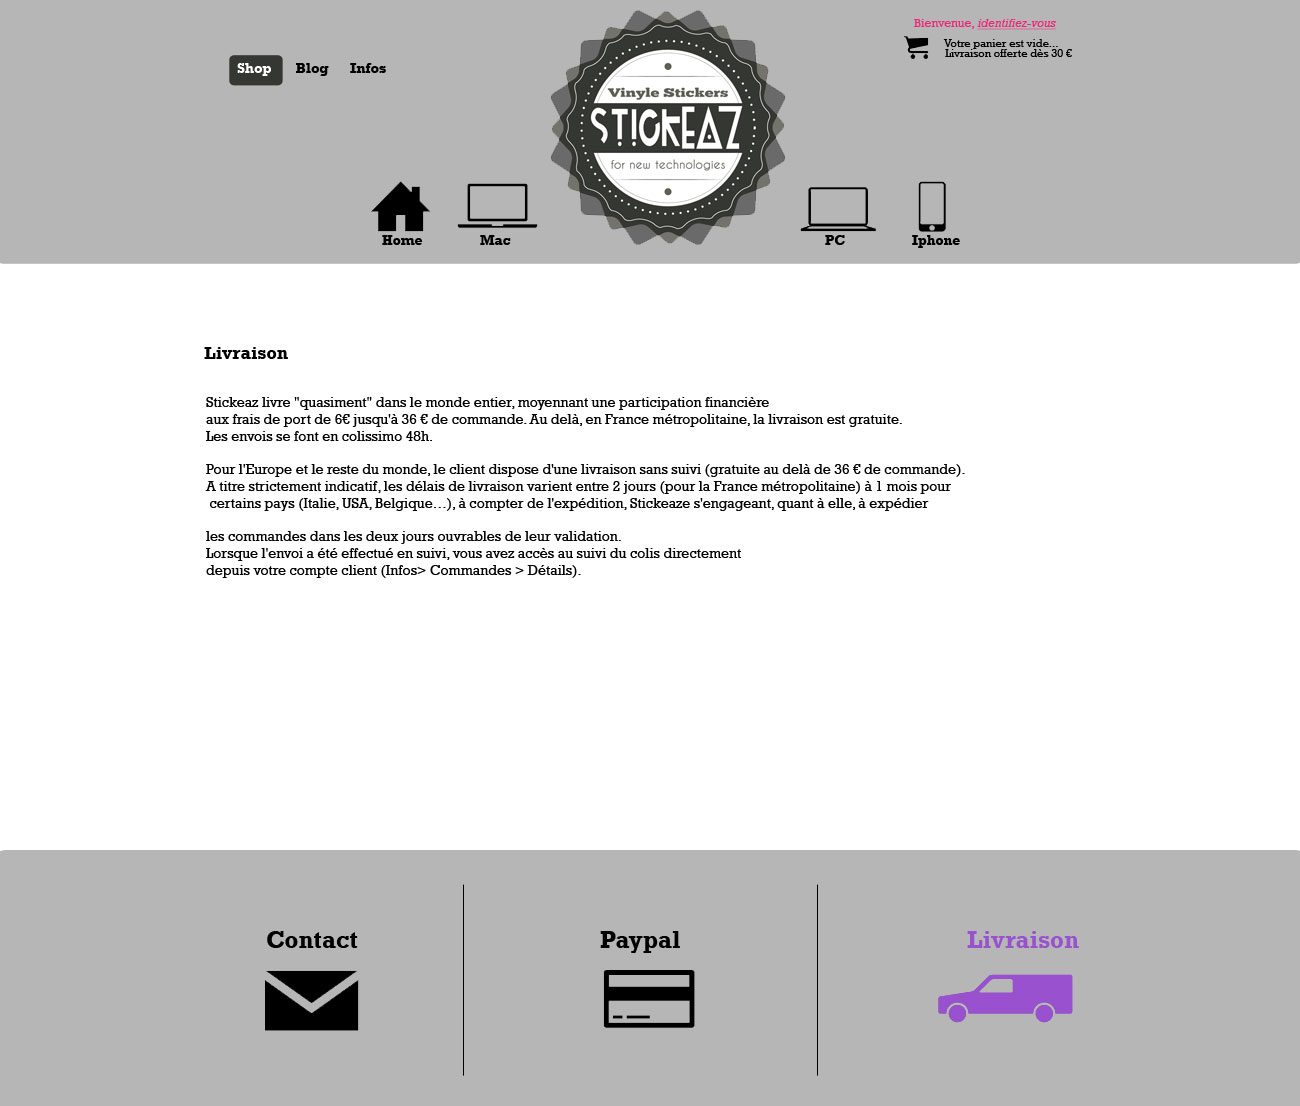 Bienvenue, identifiez-vous
Votre panier est vide...
Livraison offerte dès 30 €
Shop Blog Infos
Vinyle Stickers
STICKEAZ
for new technologies
Home Mac PC Iphone
Livraison
Stickeaz livre "quasiment" dans le monde entier, moyennant une participation financière
aux frais de port de 6€ jusqu'à 36 € de commande. Au delà, en France métropolitaine, la livraison est gratuite.
Les envois se font en colissimo 48h.
Pour l'Europe et le reste du monde, le client dispose d'une livraison sans suivi (gratuite au delà de 36 € de commande).
A titre strictement indicatif, les délais de livraison varient entre 2 jours (pour la France métropolitaine) à 1 mois pour
certains pays (Italie, USA, Belgique...), à compter de l'expédition, Stickeaze s'engageant, quant à elle, à expédier
les commandes dans les deux jours ouvrables de leur validation.
Lorsque l'envoi a été effectué en suivi, vous avez accès au suivi du colis directement
depuis votre compte client (Infos> Commandes > Détails).
Contact Paypal Livraison